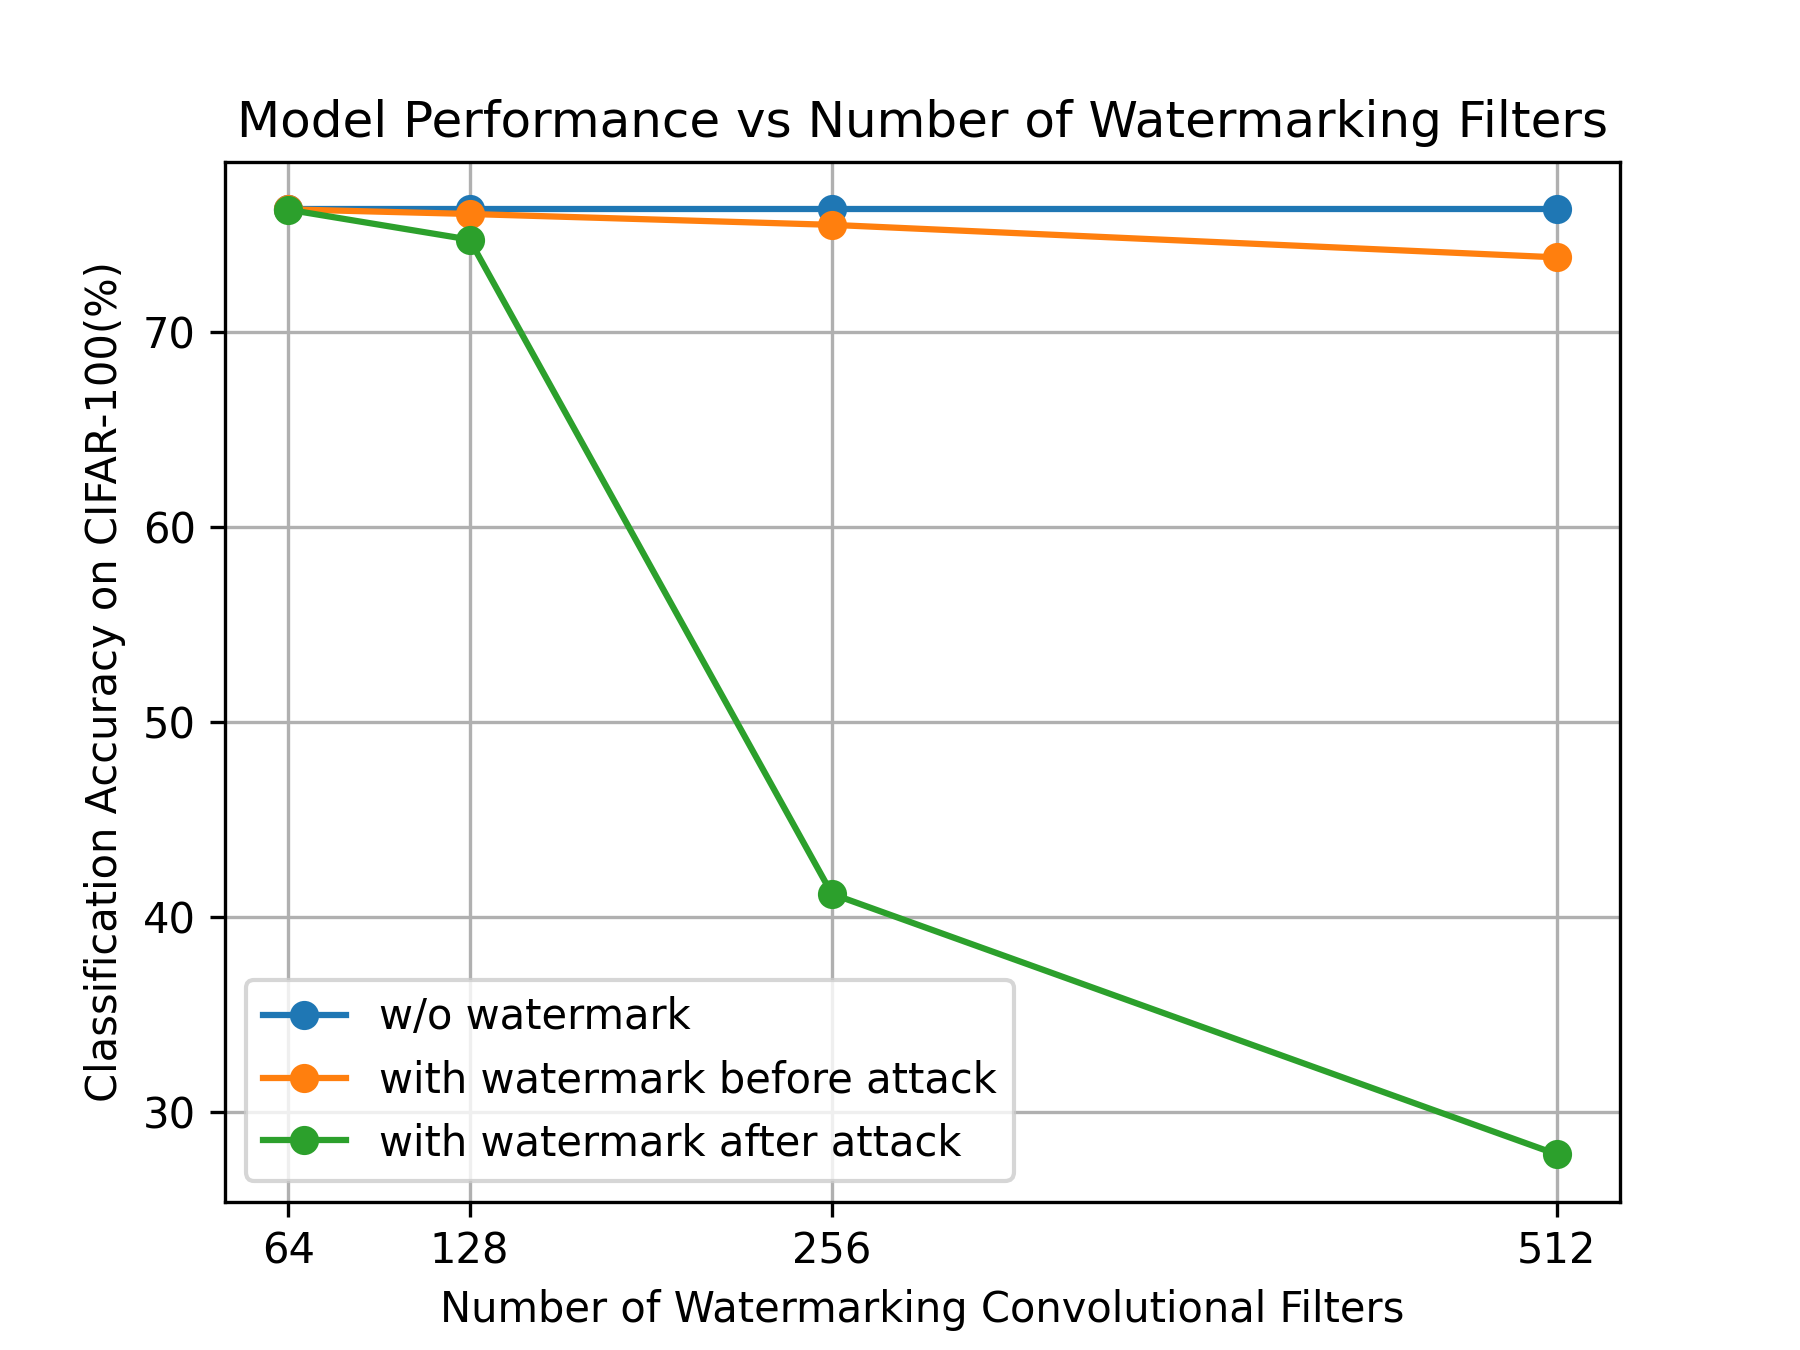 Model Performance vs Number of Watermarking Filters
Classification Accuracy on CIFAR-100(%)
70
60
50
40
30
w/o watermark
with watermark before attack
with watermark after attack
64 128 256 512
Number of Watermarking Convolutional Filters